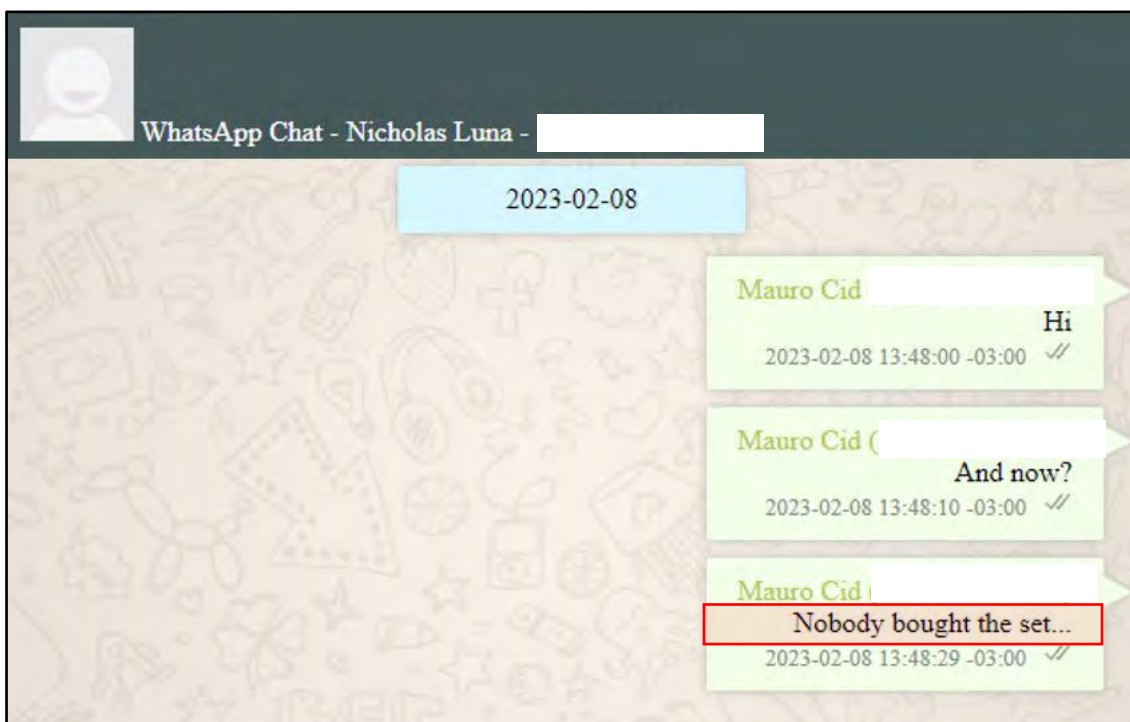 WhatsApp Chat - Nicholas Luna -
2023-02-08
Mauro Cid
Hi
2023-02-08 13:48:00 -03:00
Mauro Cid (
And now?
2023-02-08 13:48:10 -03:00
Mauro Cid (
Nobody bought the set...
2023-02-08 13:48:29 -03:00